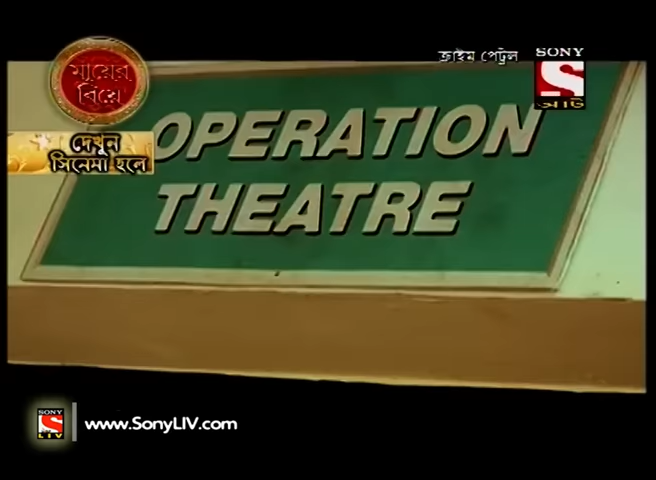 মায়ের
বিয়ে
দেখুন
সিনেমা হলে
ক্রাইম পেট্রল
SONY
S
আট
OPERATION
THEATRE
SONY
S
LIV
www.SonyLIV.com